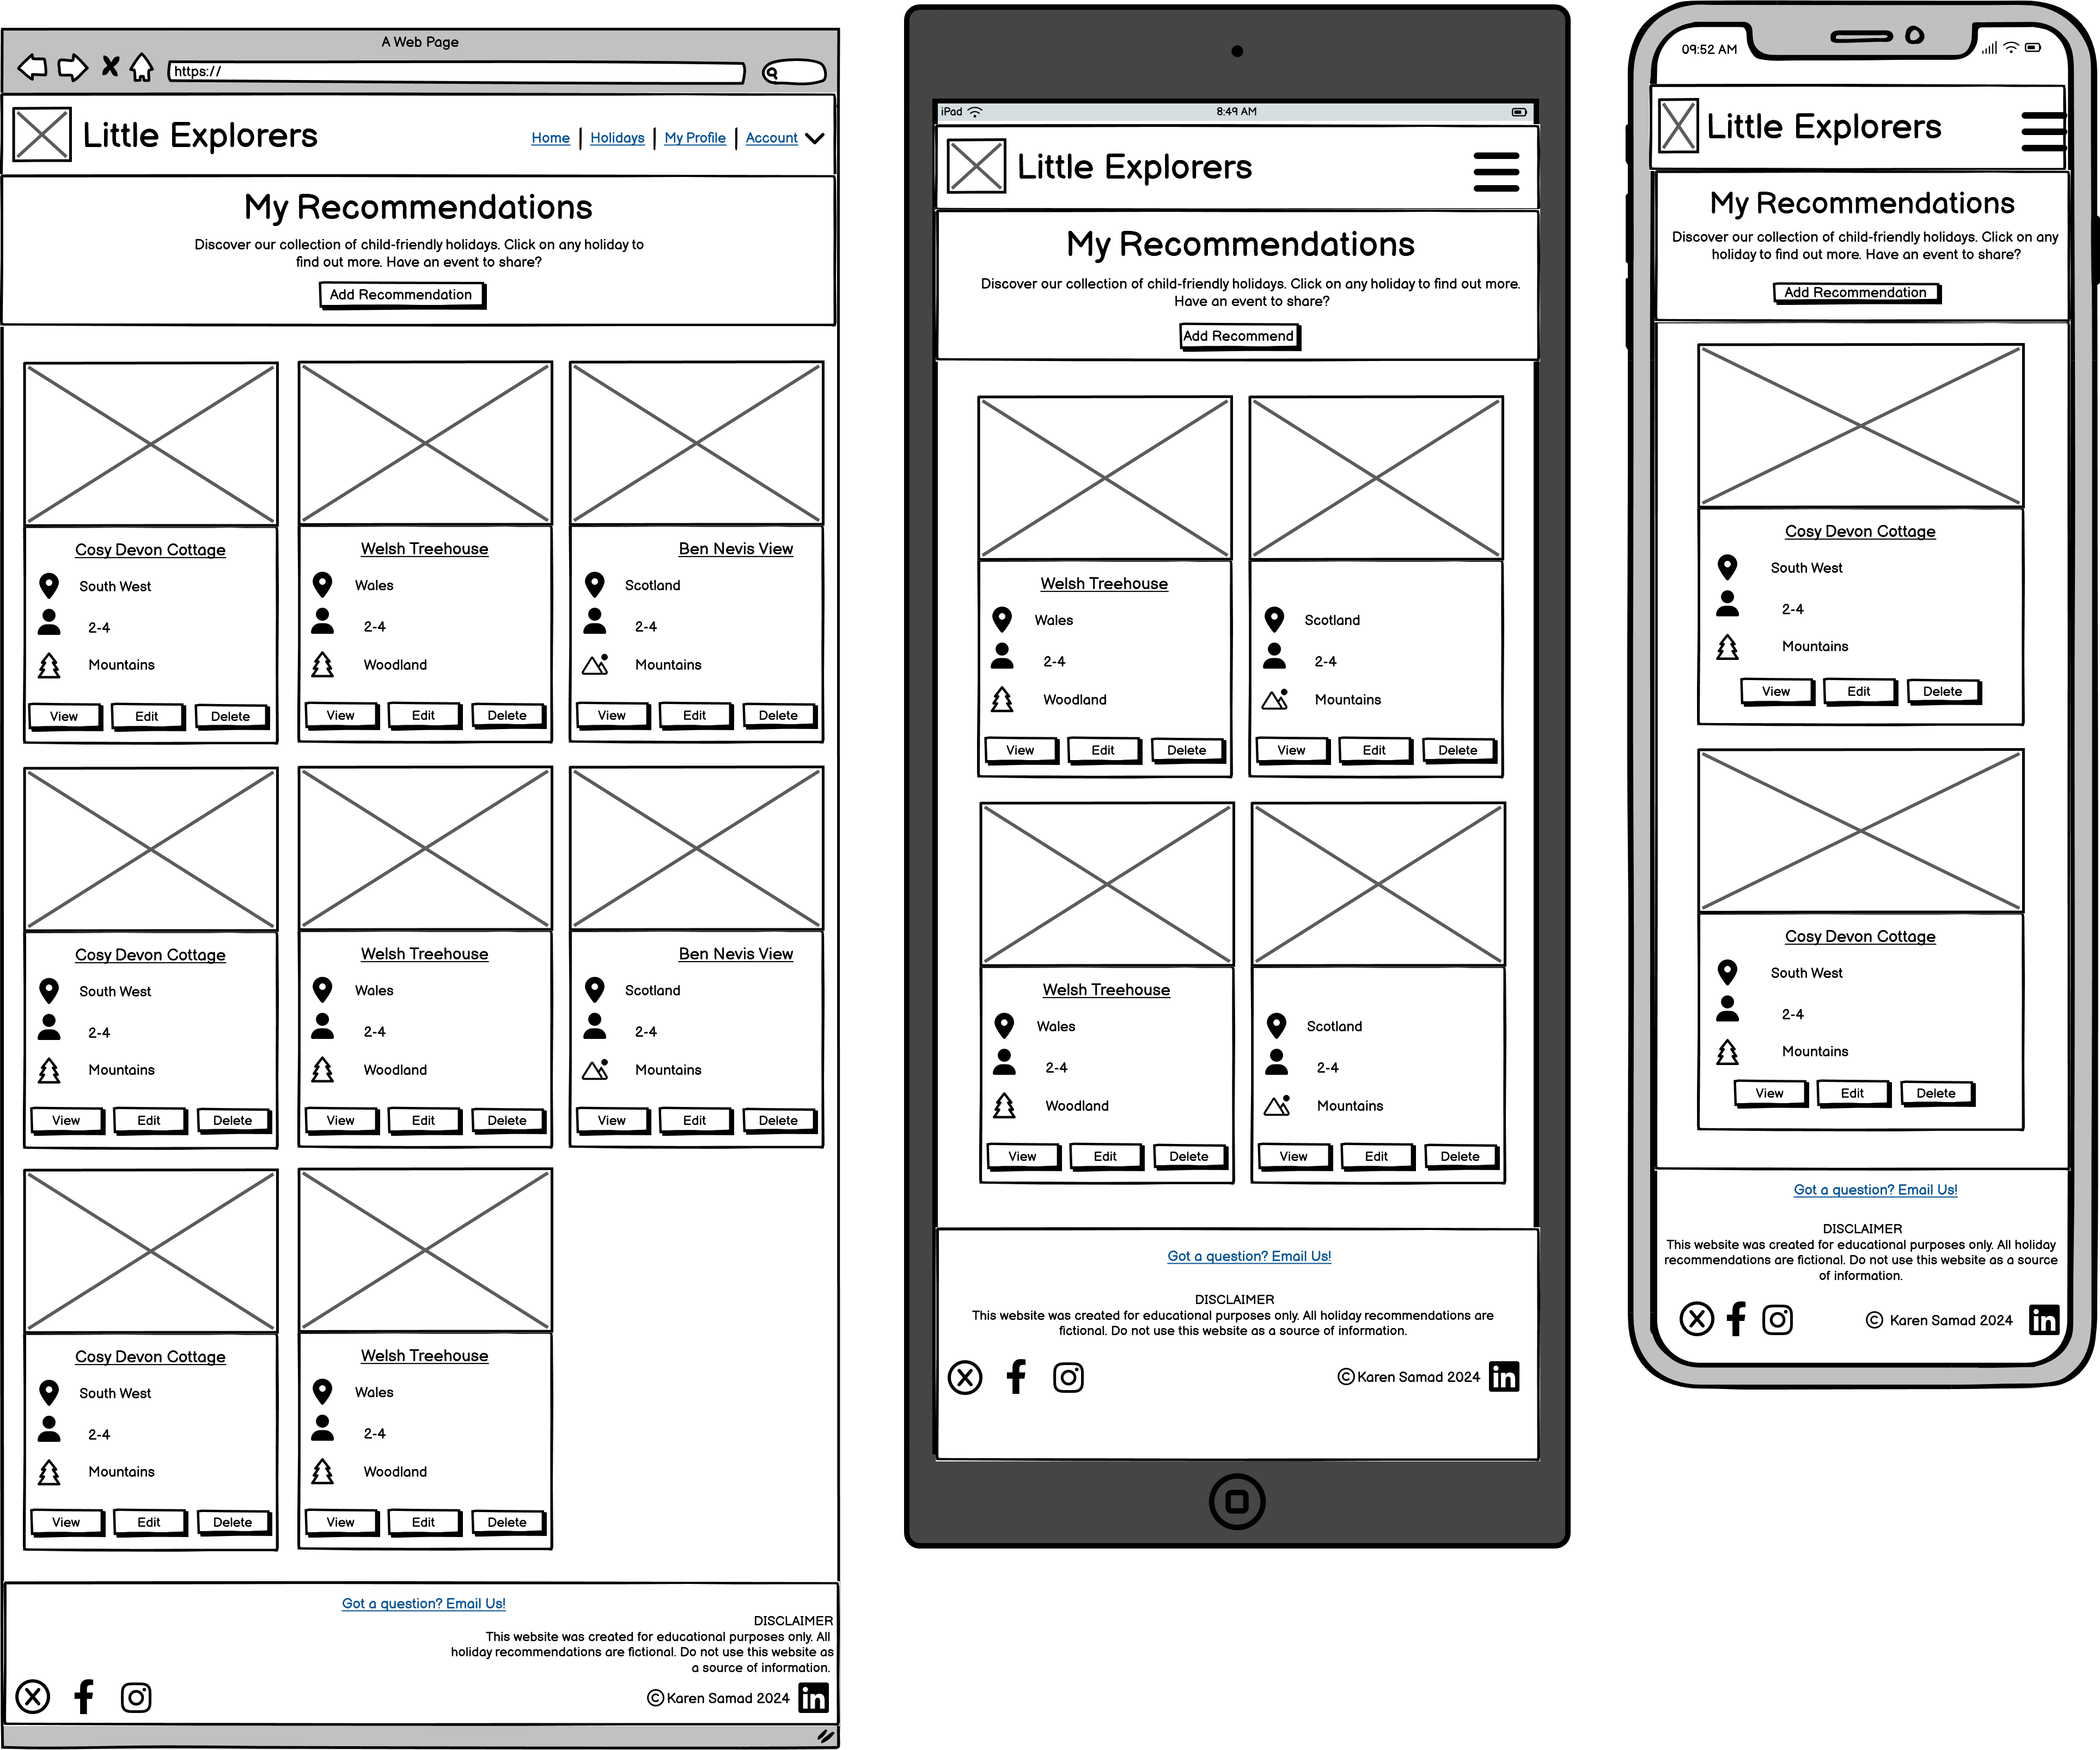 A Web Page
https://
Little Explorers
Home | Holidays | My Profile | Account
My Recommendations
Discover our collection of child-friendly holidays. Click on any holiday to
find out more. Have an event to share?
Add Recommendation
Cosy Devon Cottage
South West
2-4
Mountains
View Edit Delete
Welsh Treehouse
Wales
2-4
Woodland
View Edit Delete
Ben Nevis View
Scotland
2-4
Mountains
View Edit Delete
Cosy Devon Cottage
South West
2-4
Mountains
View Edit Delete
Welsh Treehouse
Wales
2-4
Woodland
View Edit Delete
Ben Nevis View
Scotland
2-4
Mountains
View Edit Delete
Cosy Devon Cottage
South West
2-4
Mountains
View Edit Delete
Welsh Treehouse
Wales
2-4
Woodland
View Edit Delete
Got a question? Email Us!
DISCLAIMER
This website was created for educational purposes only. All
holiday recommendations are fictional. Do not use this website as
a source of information.
© Karen Samad 2024 in
iPad 8:49 AM
Little Explorers
My Recommendations
Discover our collection of child-friendly holidays. Click on any holiday to find out more.
Have an event to share?
Add Recommend
Welsh Treehouse
Wales
2-4
Woodland
View Edit Delete
Scotland
2-4
Mountains
View Edit Delete
Welsh Treehouse
Wales
2-4
Woodland
View Edit Delete
Scotland
2-4
Mountains
View Edit Delete
Got a question? Email Us!
DISCLAIMER
This website was created for educational purposes only. All holiday recommendations are
fictional. Do not use this website as a source of information.
© Karen Samad 2024 in
09:52 AM
Little Explorers
My Recommendations
Discover our collection of child-friendly holidays. Click on any
holiday to find out more. Have an event to share?
Add Recommendation
Cosy Devon Cottage
South West
2-4
Mountains
View Edit Delete
Cosy Devon Cottage
South West
2-4
Mountains
View Edit Delete
Got a question? Email Us!
DISCLAIMER
This website was created for educational purposes only. All holiday
recommendations are fictional. Do not use this website as a source
of information.
© Karen Samad 2024 in